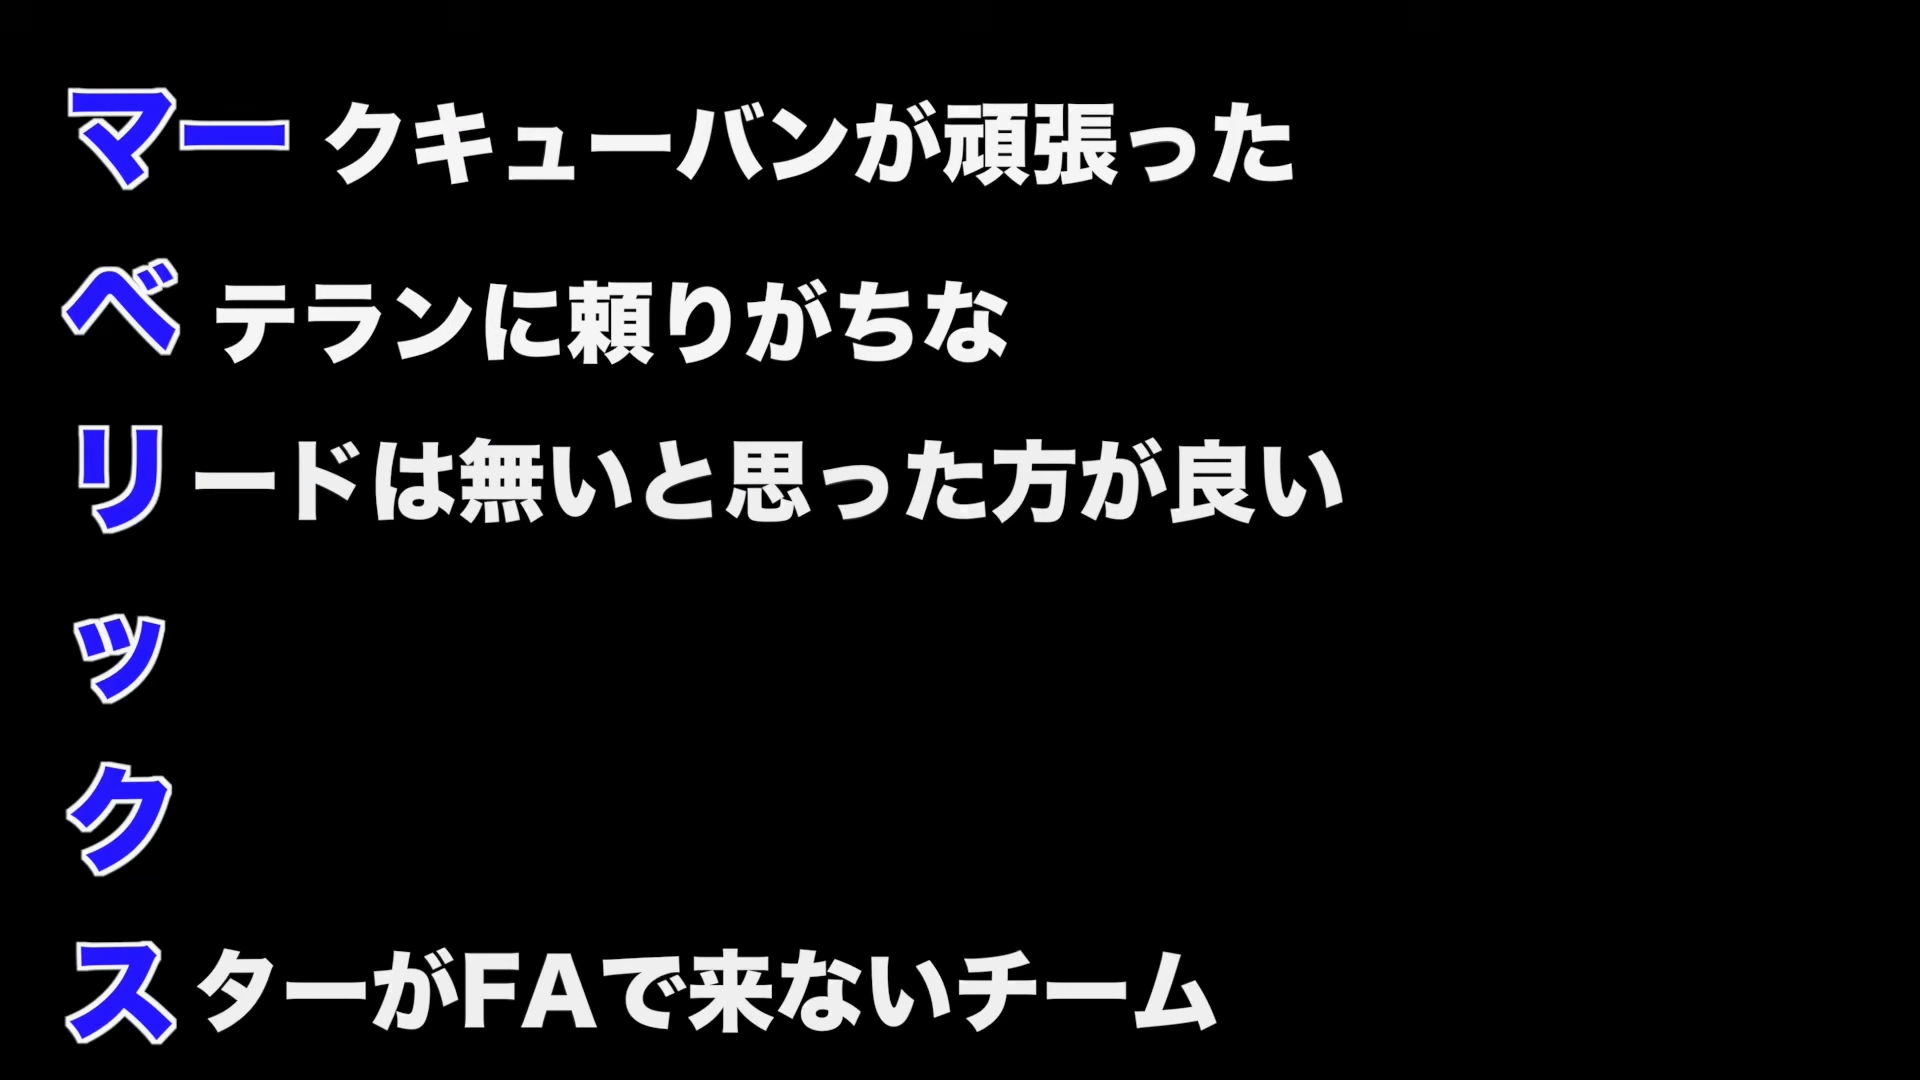 マークキューバンが頑張った
ベテランに頼りがちな
リードは無いと思った方が良い
ッ
ク
スターがFAで来ないチーム